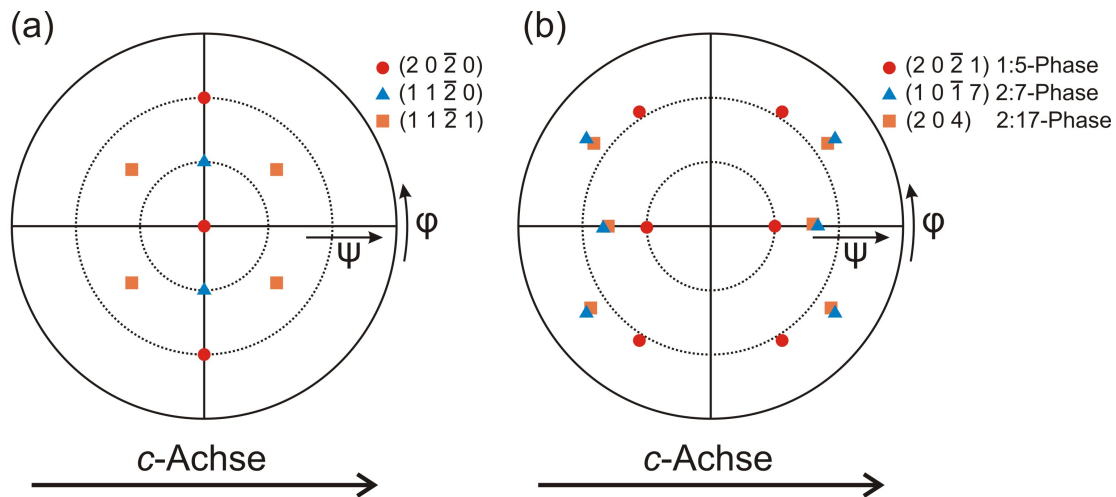 (a)
(2 0 2̅ 0)
(1 1 2̅ 0)
(1 1 2̅ 1)
φ
ψ
c-Achse
(b)
(2 0 2̅ 1) 1:5-Phase
(1 0 1̅ 7) 2:7-Phase
(2 0 4) 2:17-Phase
φ
ψ
c-Achse